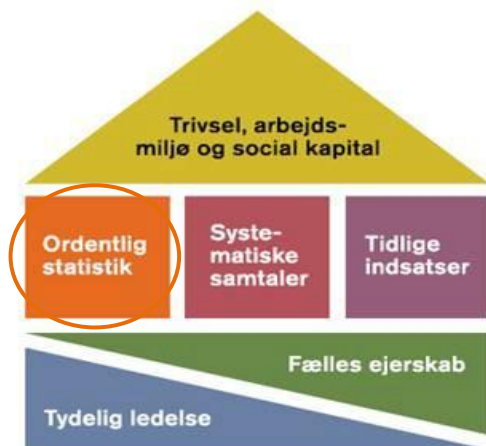 Trivsel, arbejds-
miljø og social kapital
Ordentlig
statistik
Syste-
matiske
samtaler
Tidlige
indsatser
Fælles ejerskab
Tydelig ledelse